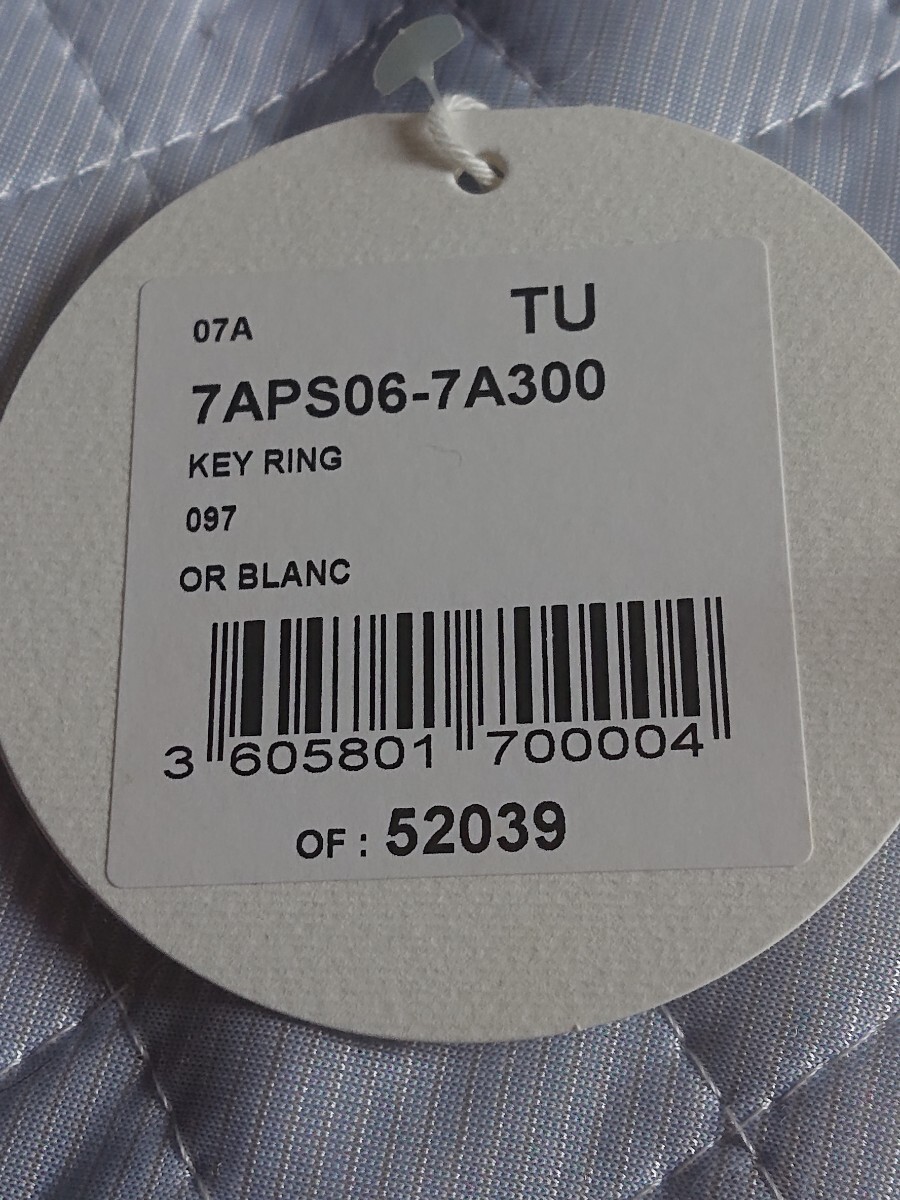 07A TU
7APS06-7A300
KEY RING
097
OR BLANC
3 605801 700004
OF : 52039